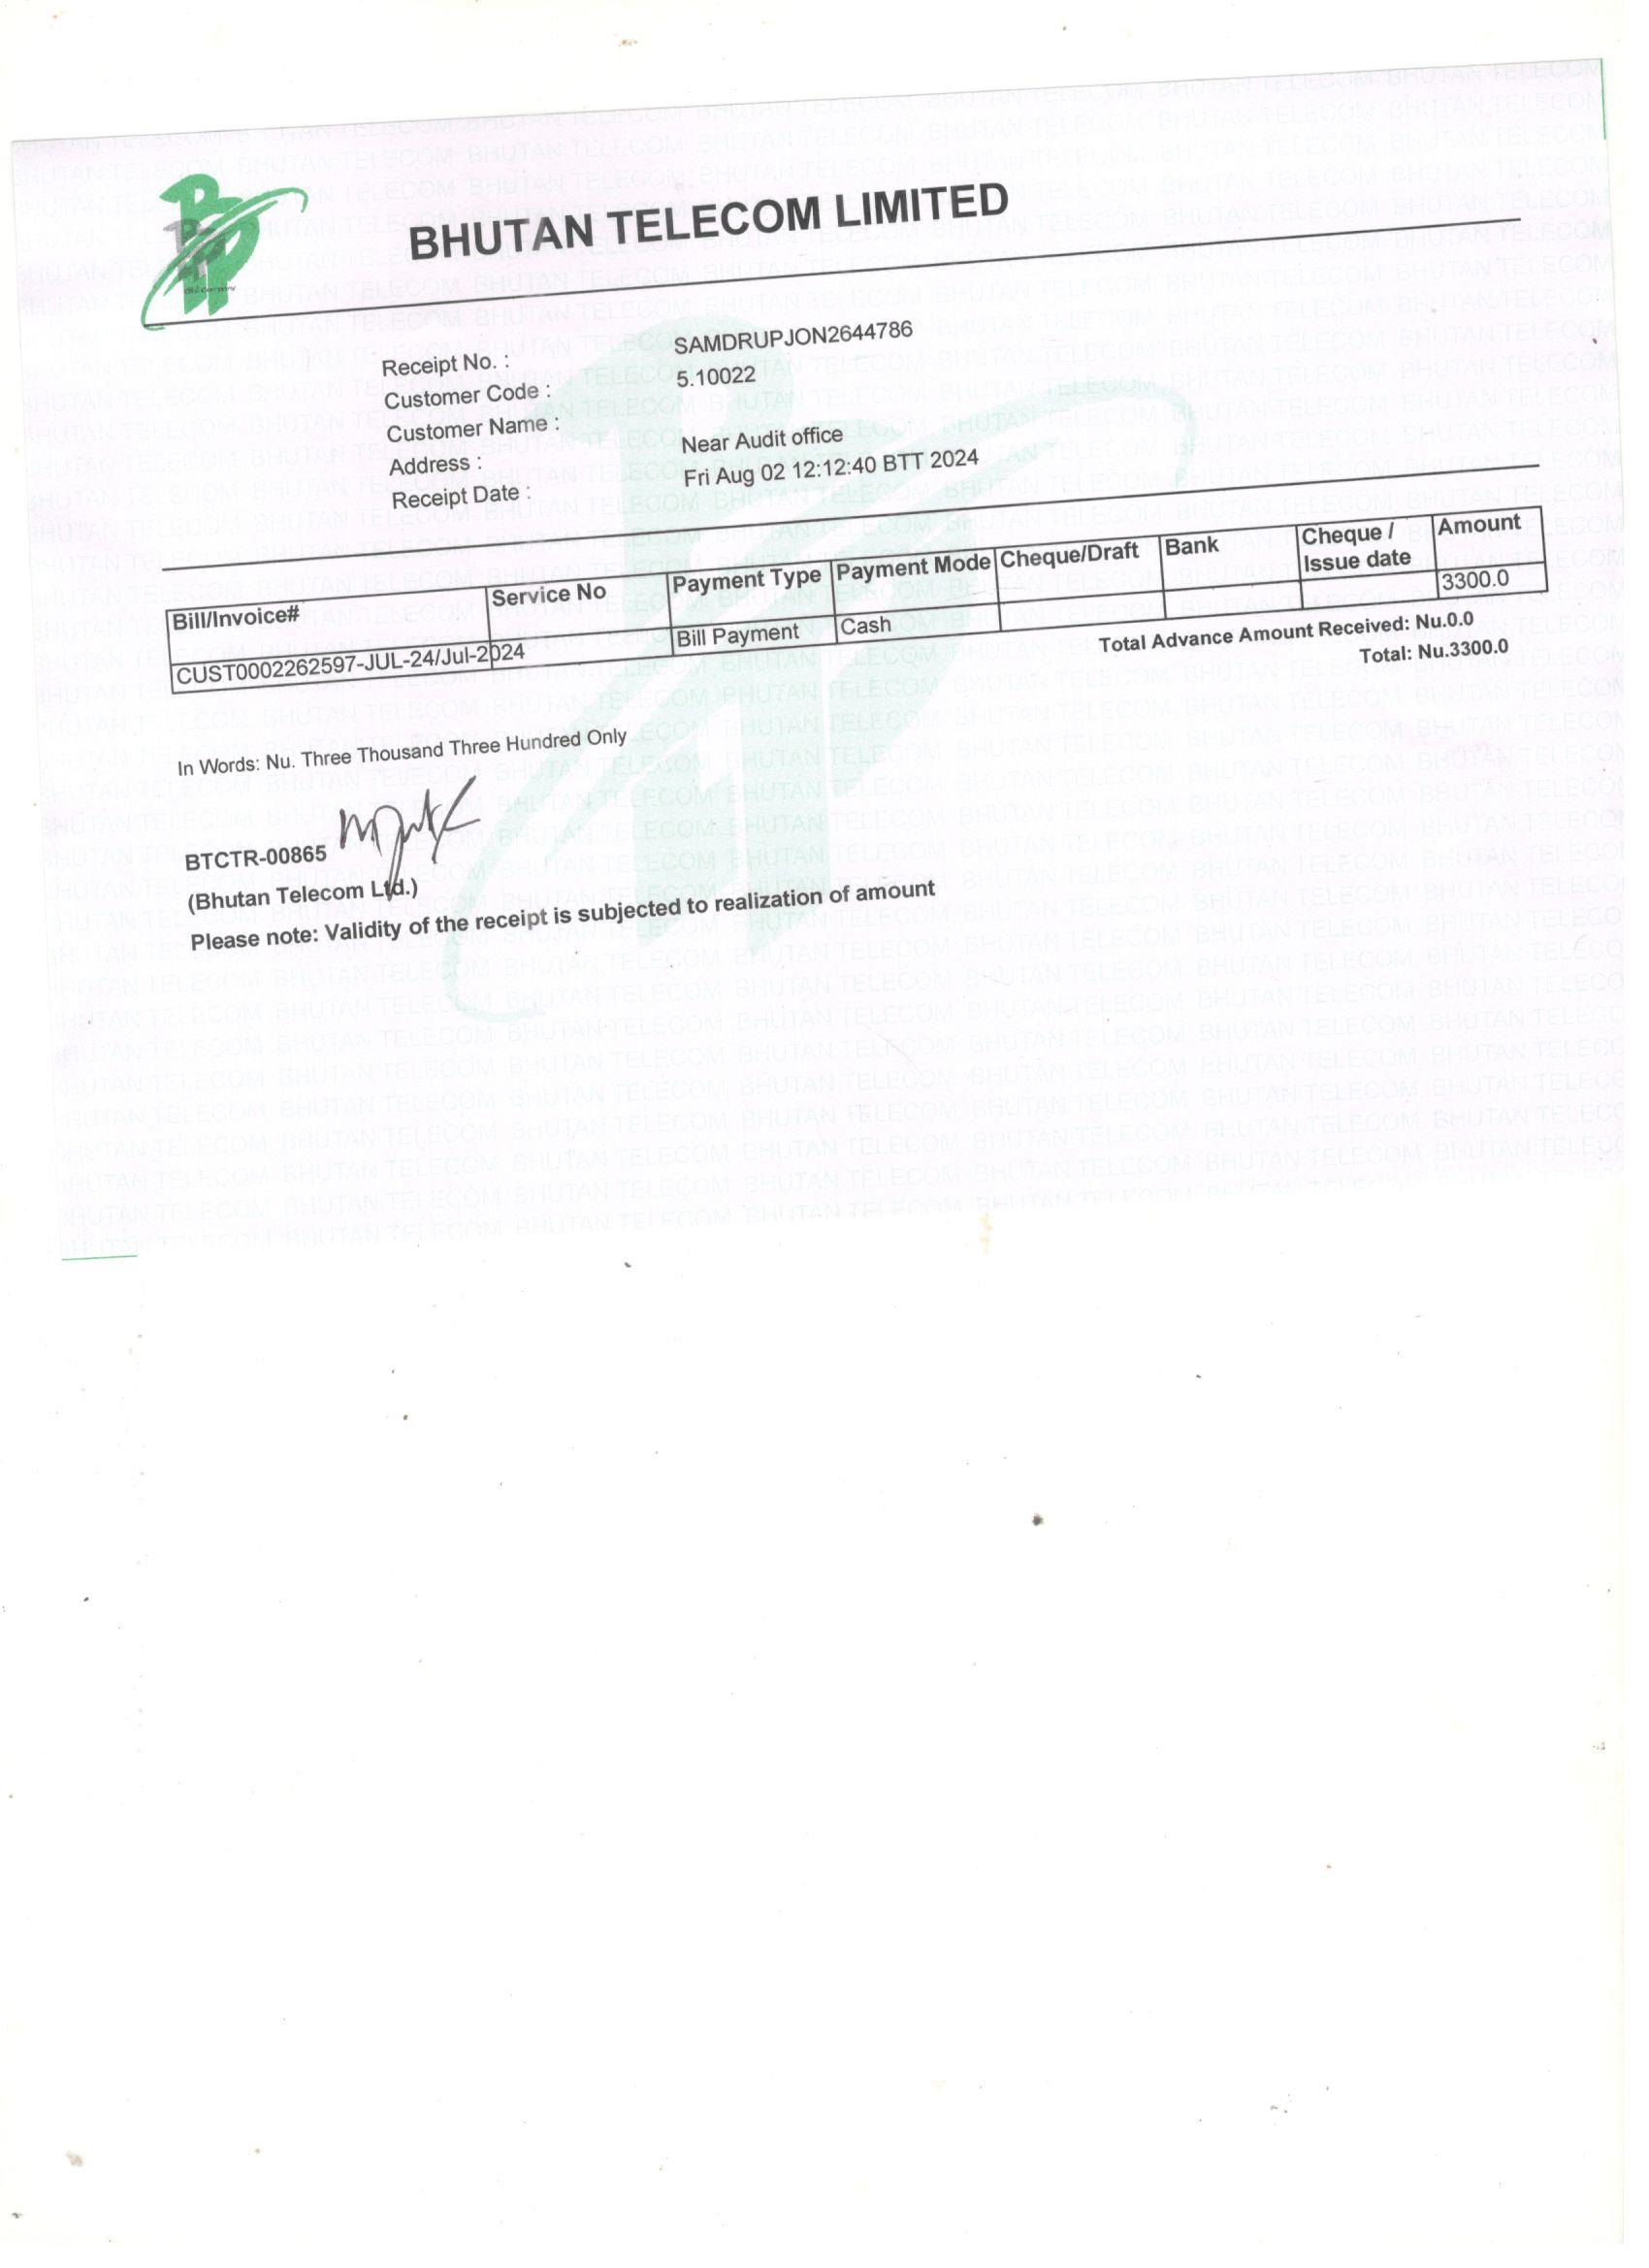 BHUTAN TELECOM LIMITED
Receipt No. : SAMDRUPJON2644786
Customer Code : 5.10022
Customer Name :
Address : Near Audit office
Receipt Date : Fri Aug 02 12:12:40 BTT 2024
Bill/Invoice# Service No Payment Type Payment Mode Cheque/Draft Bank Cheque / Issue date Amount
CUST0002262597-JUL-24/Jul-2024 Bill Payment Cash 3300.0
Total Advance Amount Received: Nu.0.0
Total: Nu.3300.0
In Words: Nu. Three Thousand Three Hundred Only
BTCTR-00865
(Bhutan Telecom Ltd.)
Please note: Validity of the receipt is subjected to realization of amount